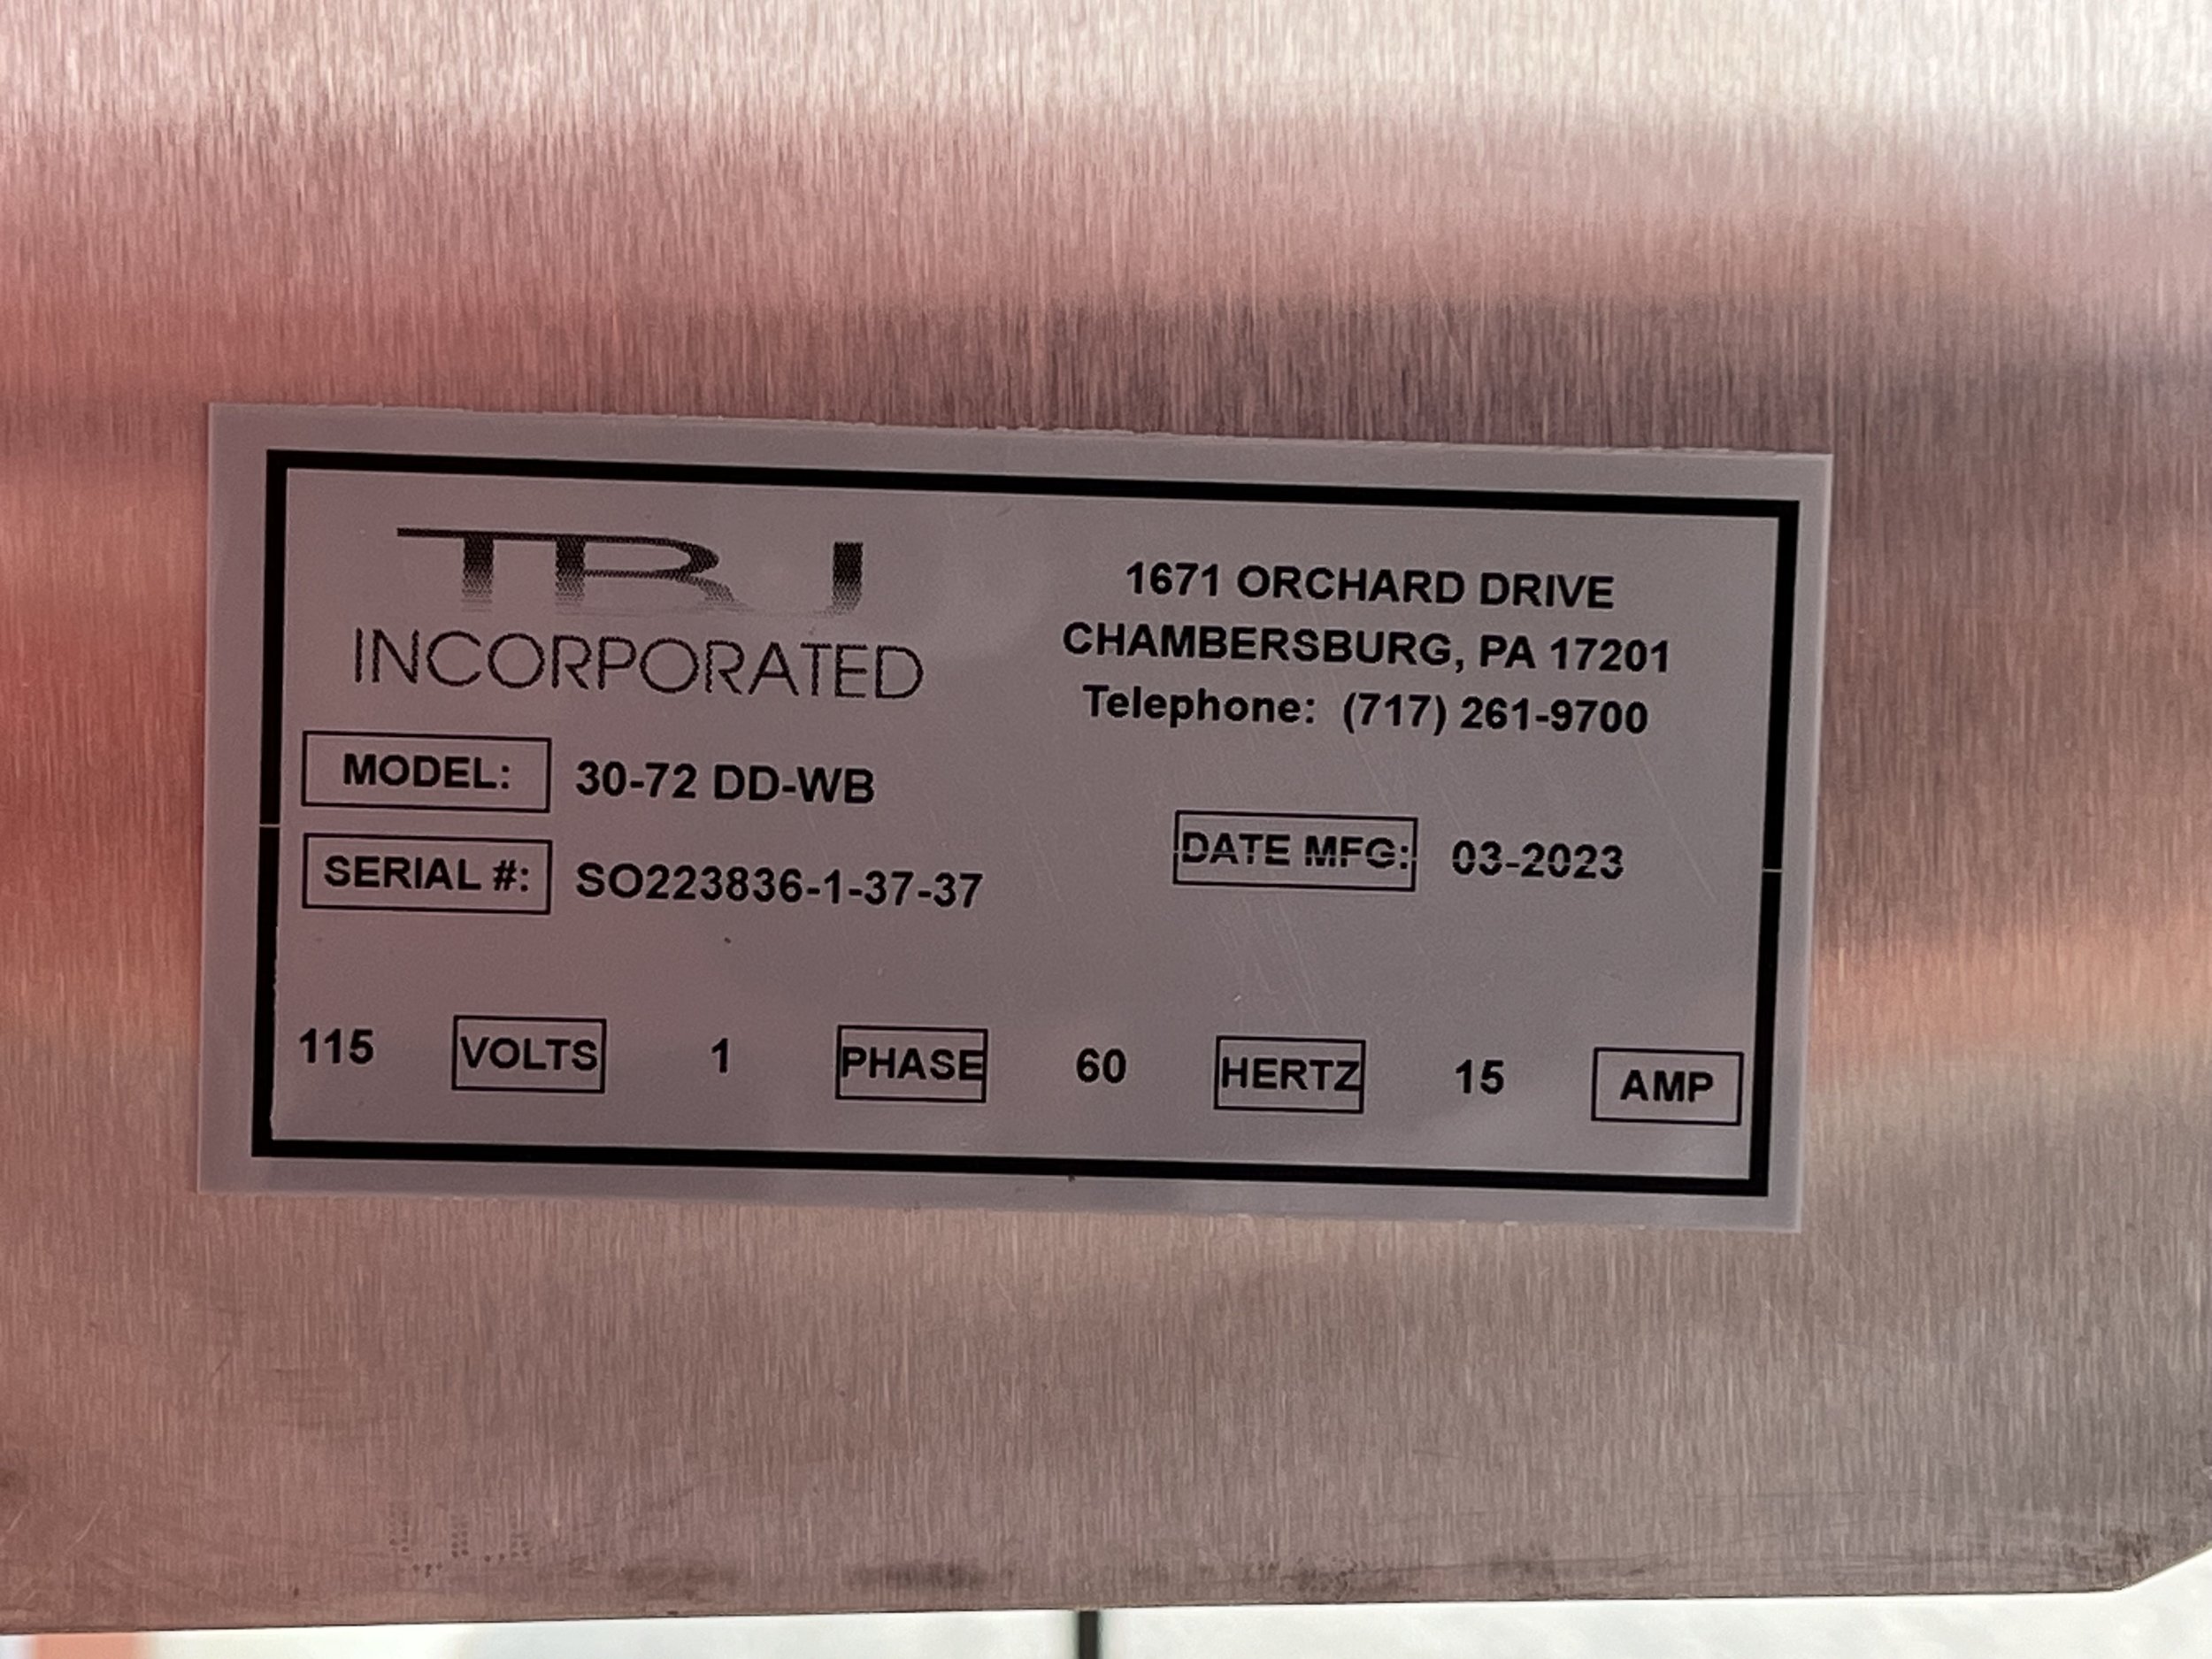 TRJ
INCORPORATED
1671 ORCHARD DRIVE
CHAMBERSBURG, PA 17201
Telephone: (717) 261-9700
MODEL: 30-72 DD-WB
SERIAL #: SO223836-1-37-37
DATE MFG: 03-2023
115 VOLTS 1 PHASE 60 HERTZ 15 AMP